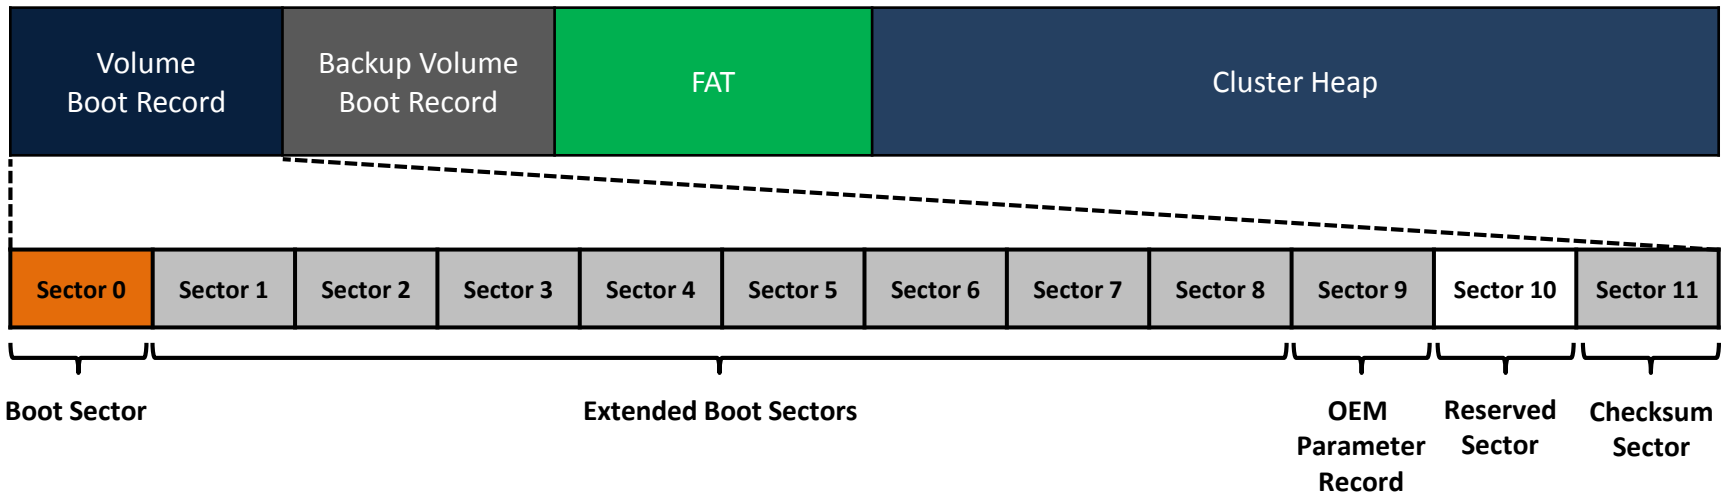 Volume
Boot Record
Backup Volume
Boot Record
FAT
Cluster Heap
Sector 0
Sector 1
Sector 2
Sector 3
Sector 4
Sector 5
Sector 6
Sector 7
Sector 8
Sector 9
Sector 10
Sector 11
Boot Sector
Extended Boot Sectors
OEM
Parameter
Record
Reserved
Sector
Checksum
Sector